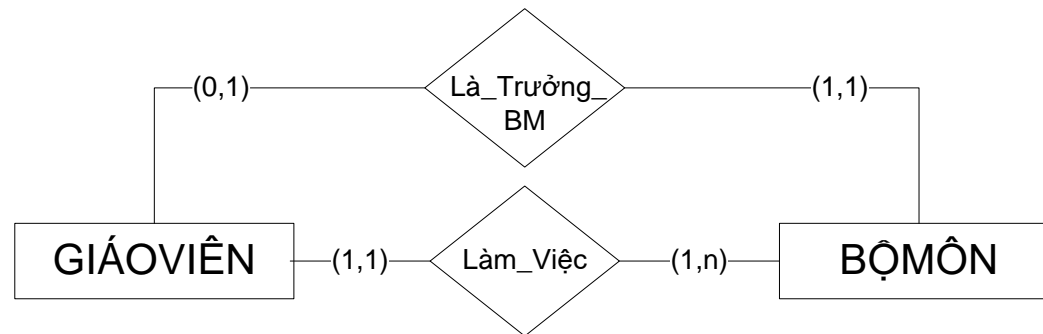 (0,1)
Là_Trưởng_
BM
(1,1)
GIÁOVIÊN
(1,1)
Làm_Việc
(1,n)
BỘMÔN